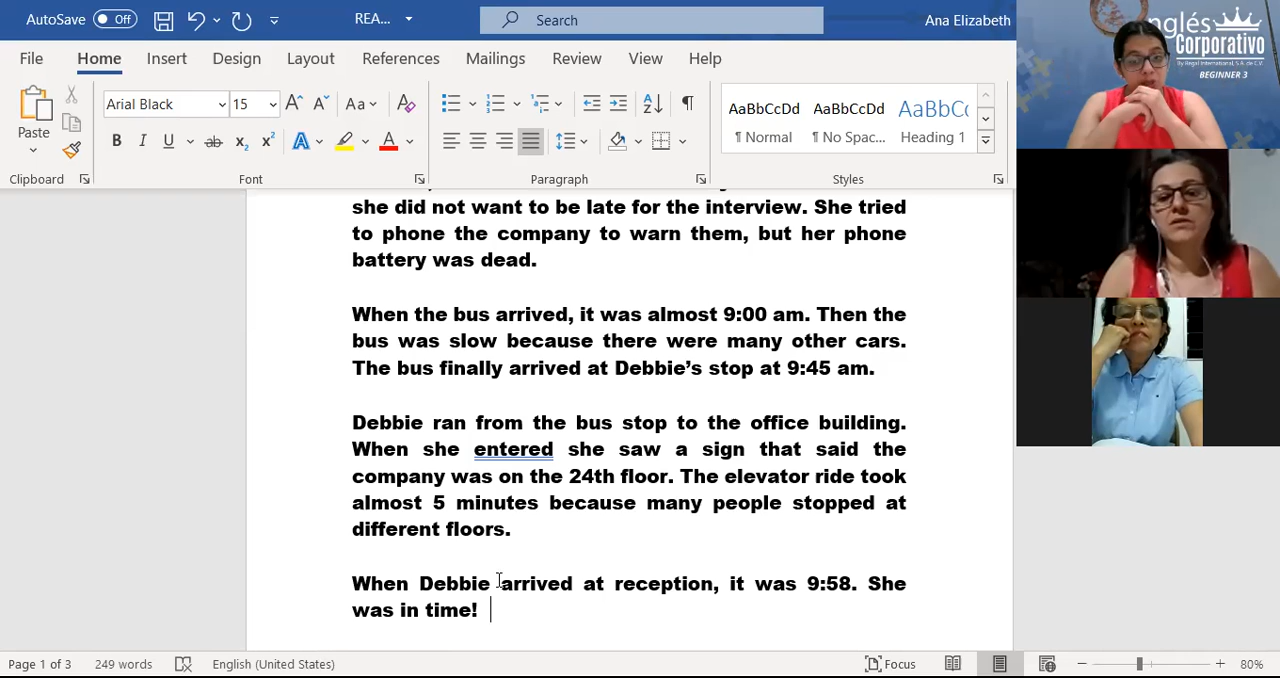 AutoSave Off REA... Search Ana Elizabeth
File Home Insert Design Layout References Mailings Review View Help
Paste Arial Black 15 Aa AaBbCcDd AaBbCcDd AaBbCc
¶ Normal ¶ No Spac... Heading 1
Clipboard Font Paragraph Styles
she did not want to be late for the interview. She tried
to phone the company to warn them, but her phone
battery was dead.
When the bus arrived, it was almost 9:00 am. Then the
bus was slow because there were many other cars.
The bus finally arrived at Debbie’s stop at 9:45 am.
Debbie ran from the bus stop to the office building.
When she entered she saw a sign that said the
company was on the 24th floor. The elevator ride took
almost 5 minutes because many people stopped at
different floors.
When Debbie arrived at reception, it was 9:58. She
was in time!
Page 1 of 3 249 words English (United States) Focus 80%
nglés
Corporativo
By Regal International, S.A. de C.V.
BEGINNER 3